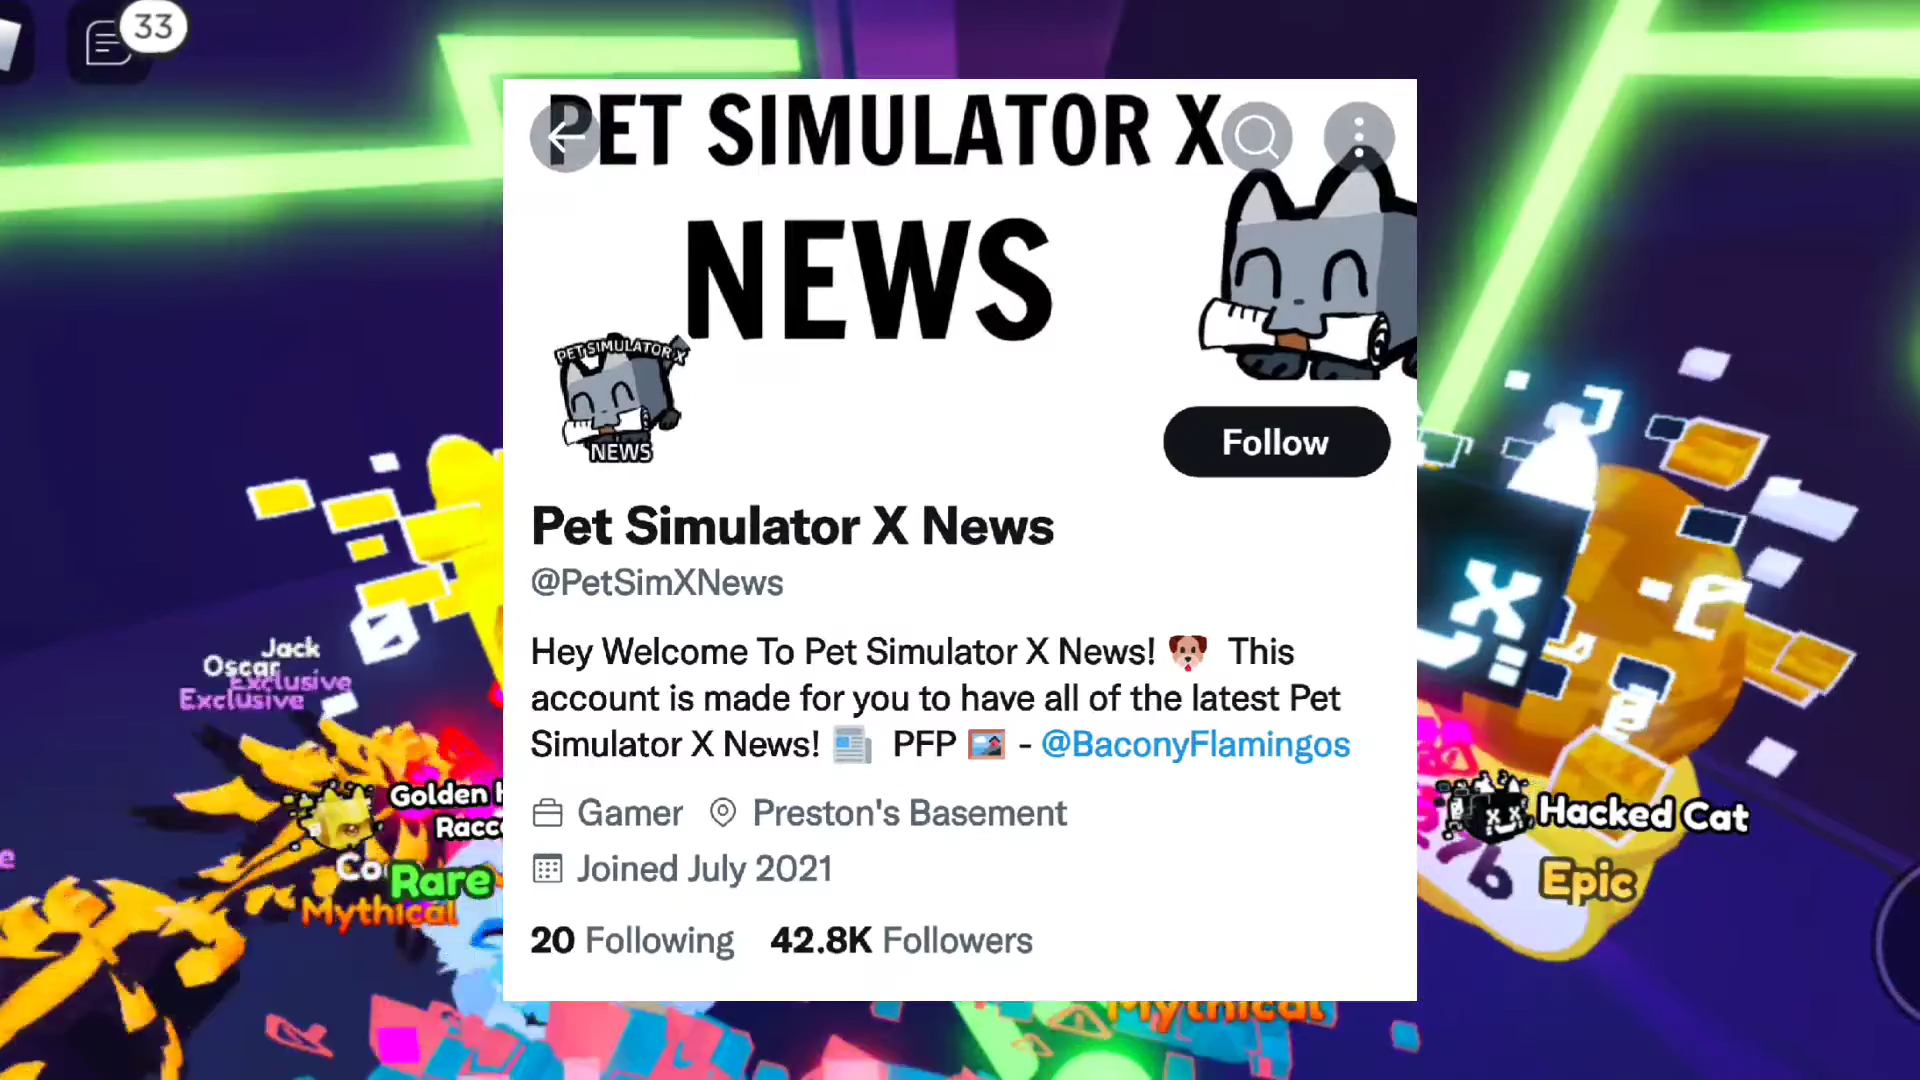 33
PET SIMULATOR X
NEWS
PET SIMULATOR X
NEWS
Follow
Pet Simulator X News
@PetSimXNews
Hey Welcome To Pet Simulator X News! 🐶 This
account is made for you to have all of the latest Pet
Simulator X News! 📰 PFP 🖼️ - @BaconyFlamingos
Gamer Preston's Basement
Joined July 2021
20 Following 42.8K Followers
Jack
Oscar
Exclusive
Exclusive
Golden
Rare
Mythical
Hacked Cat
Epic
Mythical